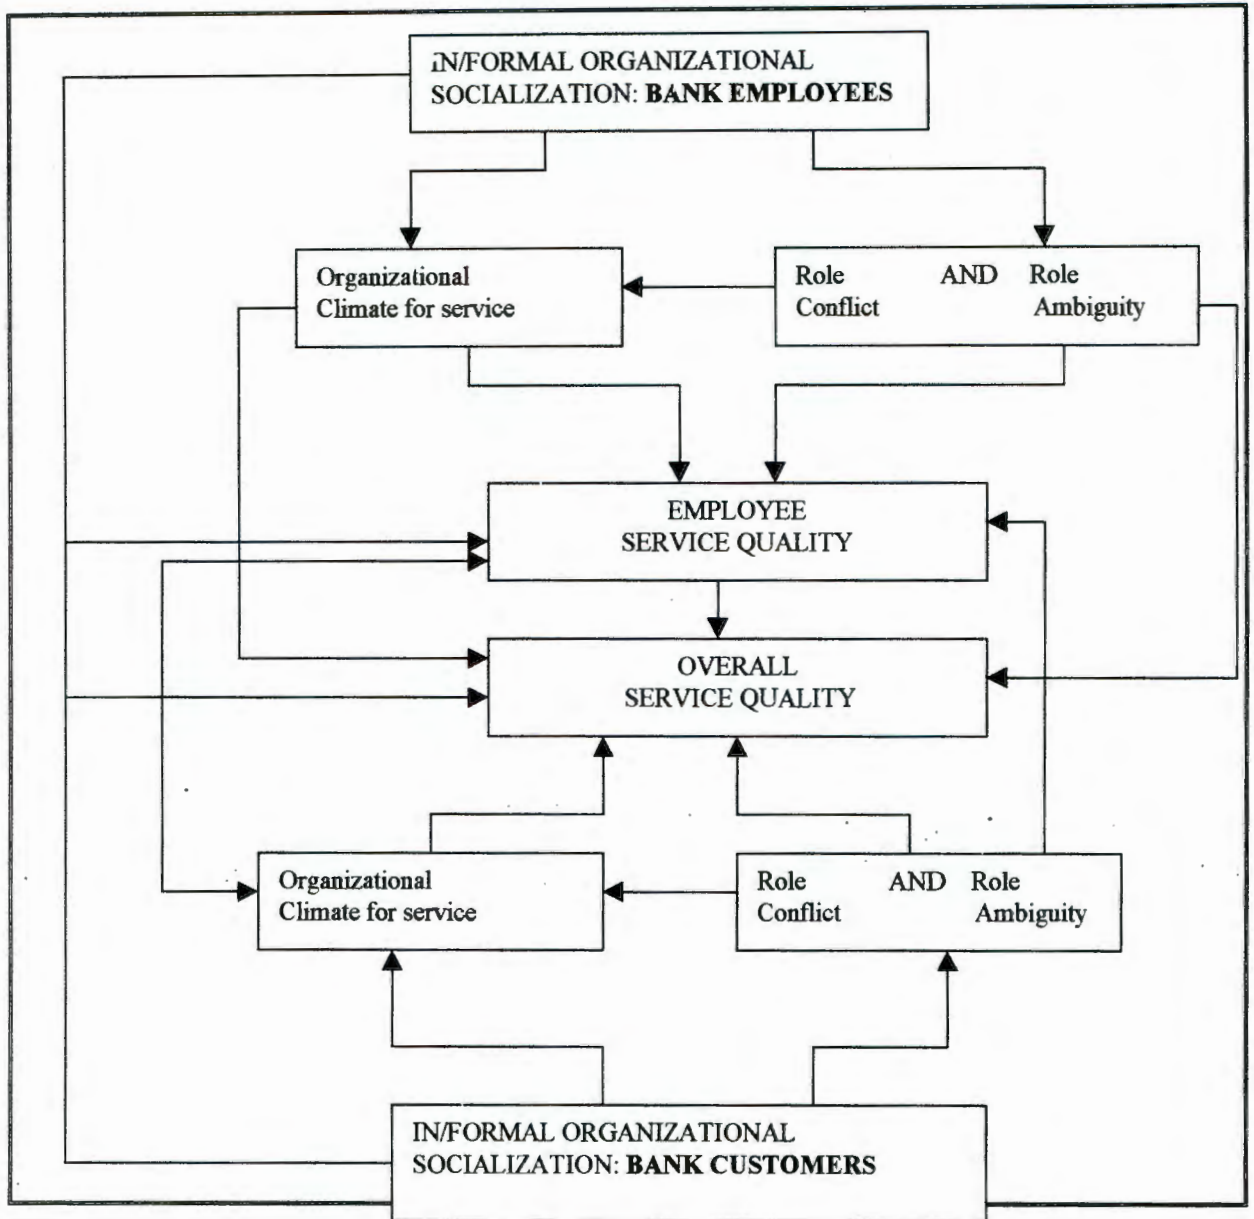 iN/FORMAL ORGANIZATIONAL
SOCIALIZATION: BANK EMPLOYEES
Organizational
Climate for service
Role AND Role
Conflict Ambiguity
EMPLOYEE
SERVICE QUALITY
OVERALL
SERVICE QUALITY
Organizational
Climate for service
Role AND Role
Conflict Ambiguity
IN/FORMAL ORGANIZATIONAL
SOCIALIZATION: BANK CUSTOMERS